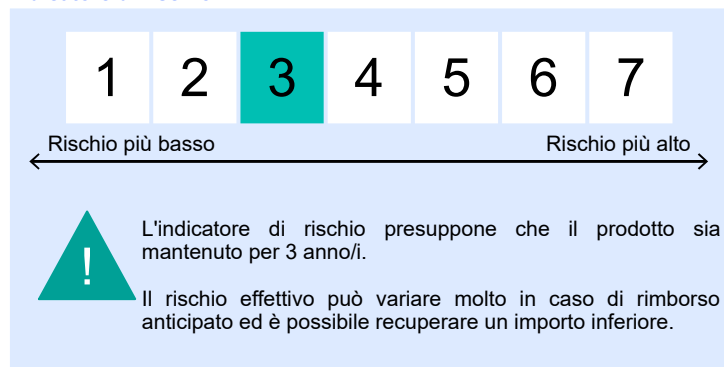 1 2 3 4 5 6 7
Rischio più basso Rischio più alto
!
L'indicatore di rischio presuppone che il prodotto sia
mantenuto per 3 anno/i.
Il rischio effettivo può variare molto in caso di rimborso
anticipato ed è possibile recuperare un importo inferiore.